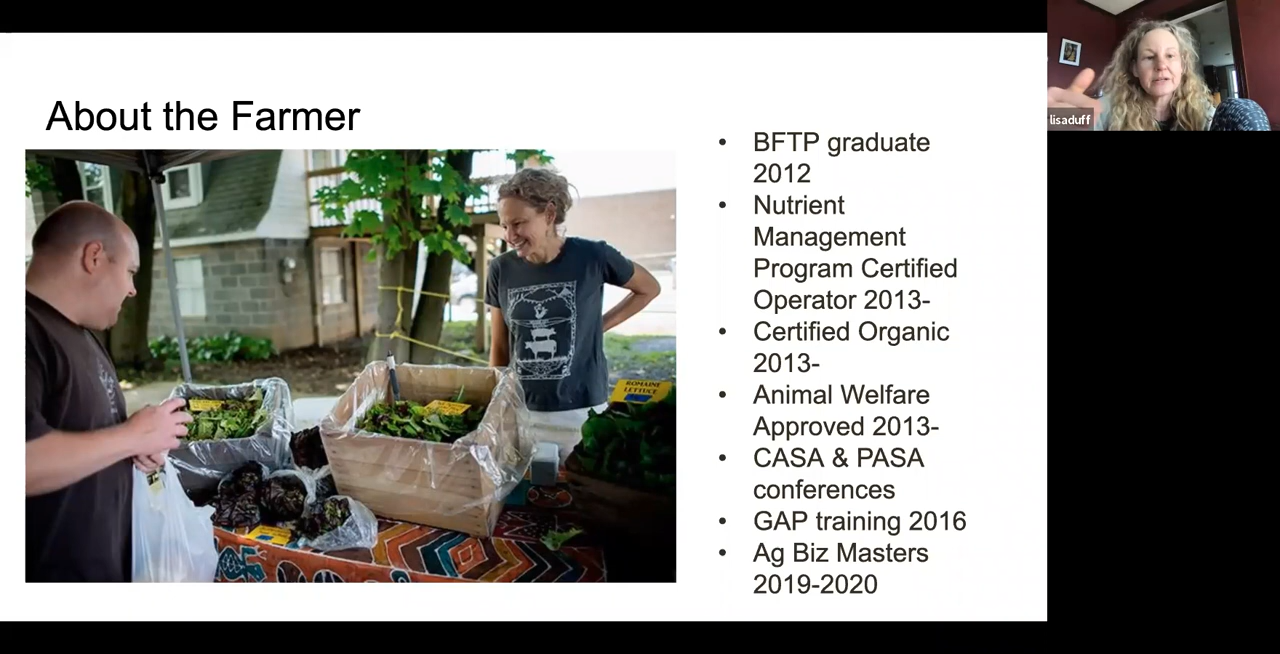 About the Farmer
lisaduff
• BFTP graduate
2012
• Nutrient
Management
Program Certified
Operator 2013-
• Certified Organic
2013-
• Animal Welfare
Approved 2013-
• CASA & PASA
conferences
• GAP training 2016
• Ag Biz Masters
2019-2020
ROMAINE
LETTUCE